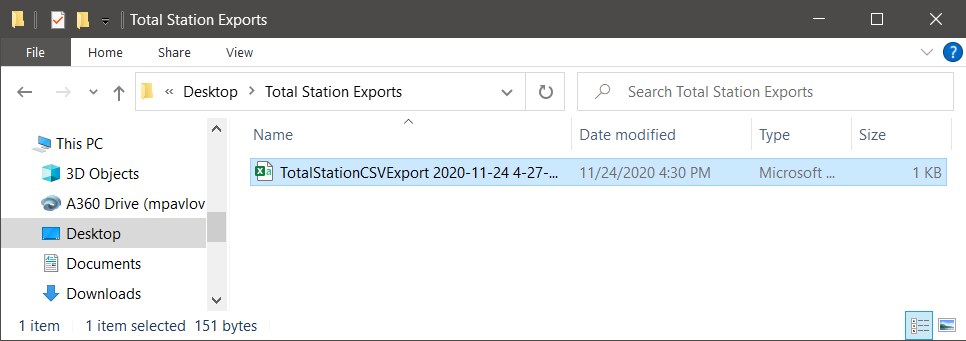 Total Station Exports
File Home Share View
« Desktop > Total Station Exports Search Total Station Exports
Name Date modified Type Size
This PC
TotalStationCSVExport 2020-11-24 4-27-... 11/24/2020 4:30 PM Microsoft ... 1 KB
3D Objects
A360 Drive (mpavlov
Desktop
Documents
Downloads
1 item 1 item selected 151 bytes